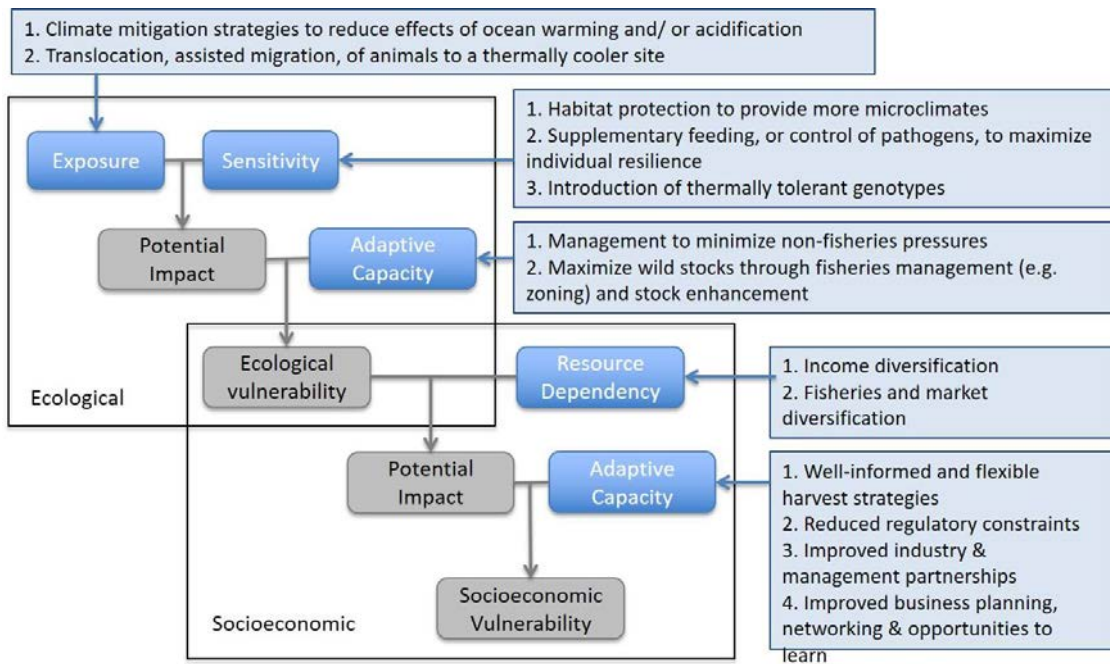 1. Climate mitigation strategies to reduce effects of ocean warming and/ or acidification
2. Translocation, assisted migration, of animals to a thermally cooler site
Exposure
Sensitivity
1. Habitat protection to provide more microclimates
2. Supplementary feeding, or control of pathogens, to maximize
individual resilience
3. Introduction of thermally tolerant genotypes
Potential
Impact
Adaptive
Capacity
1. Management to minimize non-fisheries pressures
2. Maximize wild stocks through fisheries management (e.g.
zoning) and stock enhancement
Ecological
vulnerability
Resource
Dependency
1. Income diversification
2. Fisheries and market
diversification
Ecological
Potential
Impact
Adaptive
Capacity
1. Well-informed and flexible
harvest strategies
2. Reduced regulatory constraints
3. Improved industry &
management partnerships
4. Improved business planning,
networking & opportunities to
learn
Socioeconomic
Vulnerability
Socioeconomic